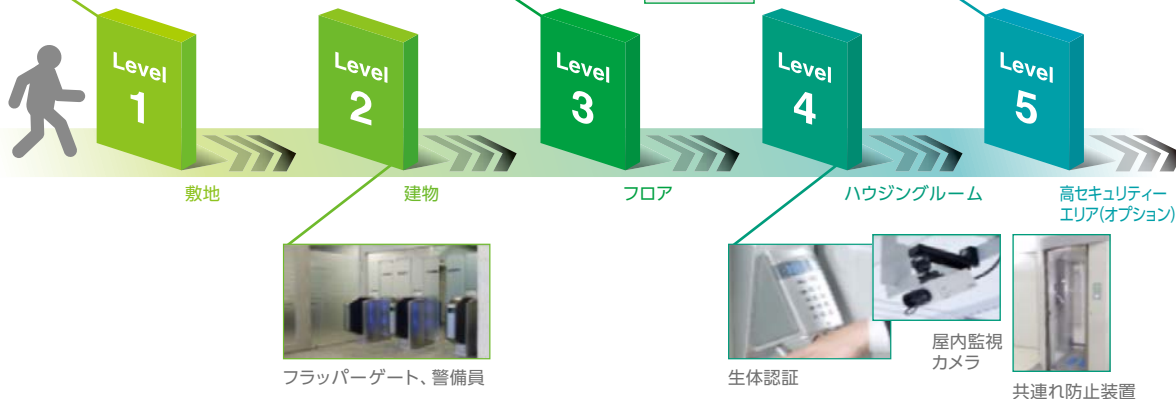 Level
1
Level
2
Level
3
Level
4
Level
5
敷地
建物
フロア
ハウジングルーム
高セキュリティー
エリア(オプション)
フラッパーゲート、警備員
生体認証
屋内監視
カメラ
共連れ防止装置